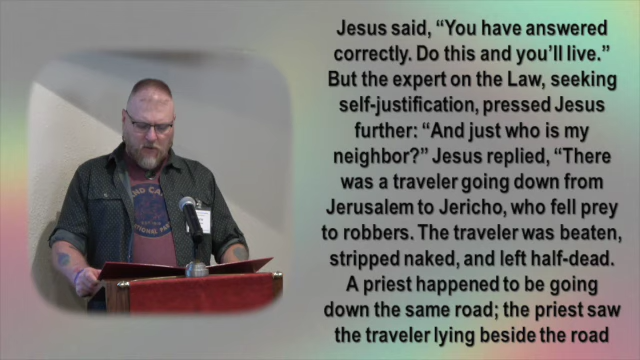 Jesus said, “You have answered
correctly. Do this and you’ll live.”
But the expert on the Law, seeking
self-justification, pressed Jesus
further: “And just who is my
neighbor?” Jesus replied, “There
was a traveler going down from
Jerusalem to Jericho, who fell prey
to robbers. The traveler was beaten,
stripped naked, and left half-dead.
A priest happened to be going
down the same road; the priest saw
the traveler lying beside the road